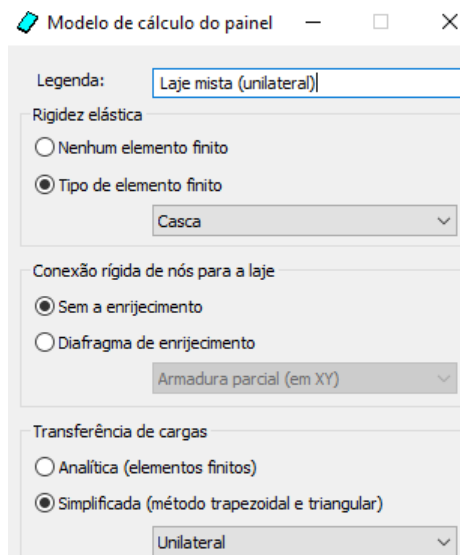 Modelo de cálculo do painel
Legenda:
Laje mista (unilateral)
Rigidez elástica
Nenhum elemento finito
Tipo de elemento finito
Casca
Conexão rígida de nós para a laje
Sem a enrijecimento
Diafragma de enrijecimento
Armadura parcial (em XY)
Transferência de cargas
Analítica (elementos finitos)
Simplificada (método trapezoidal e triangular)
Unilateral